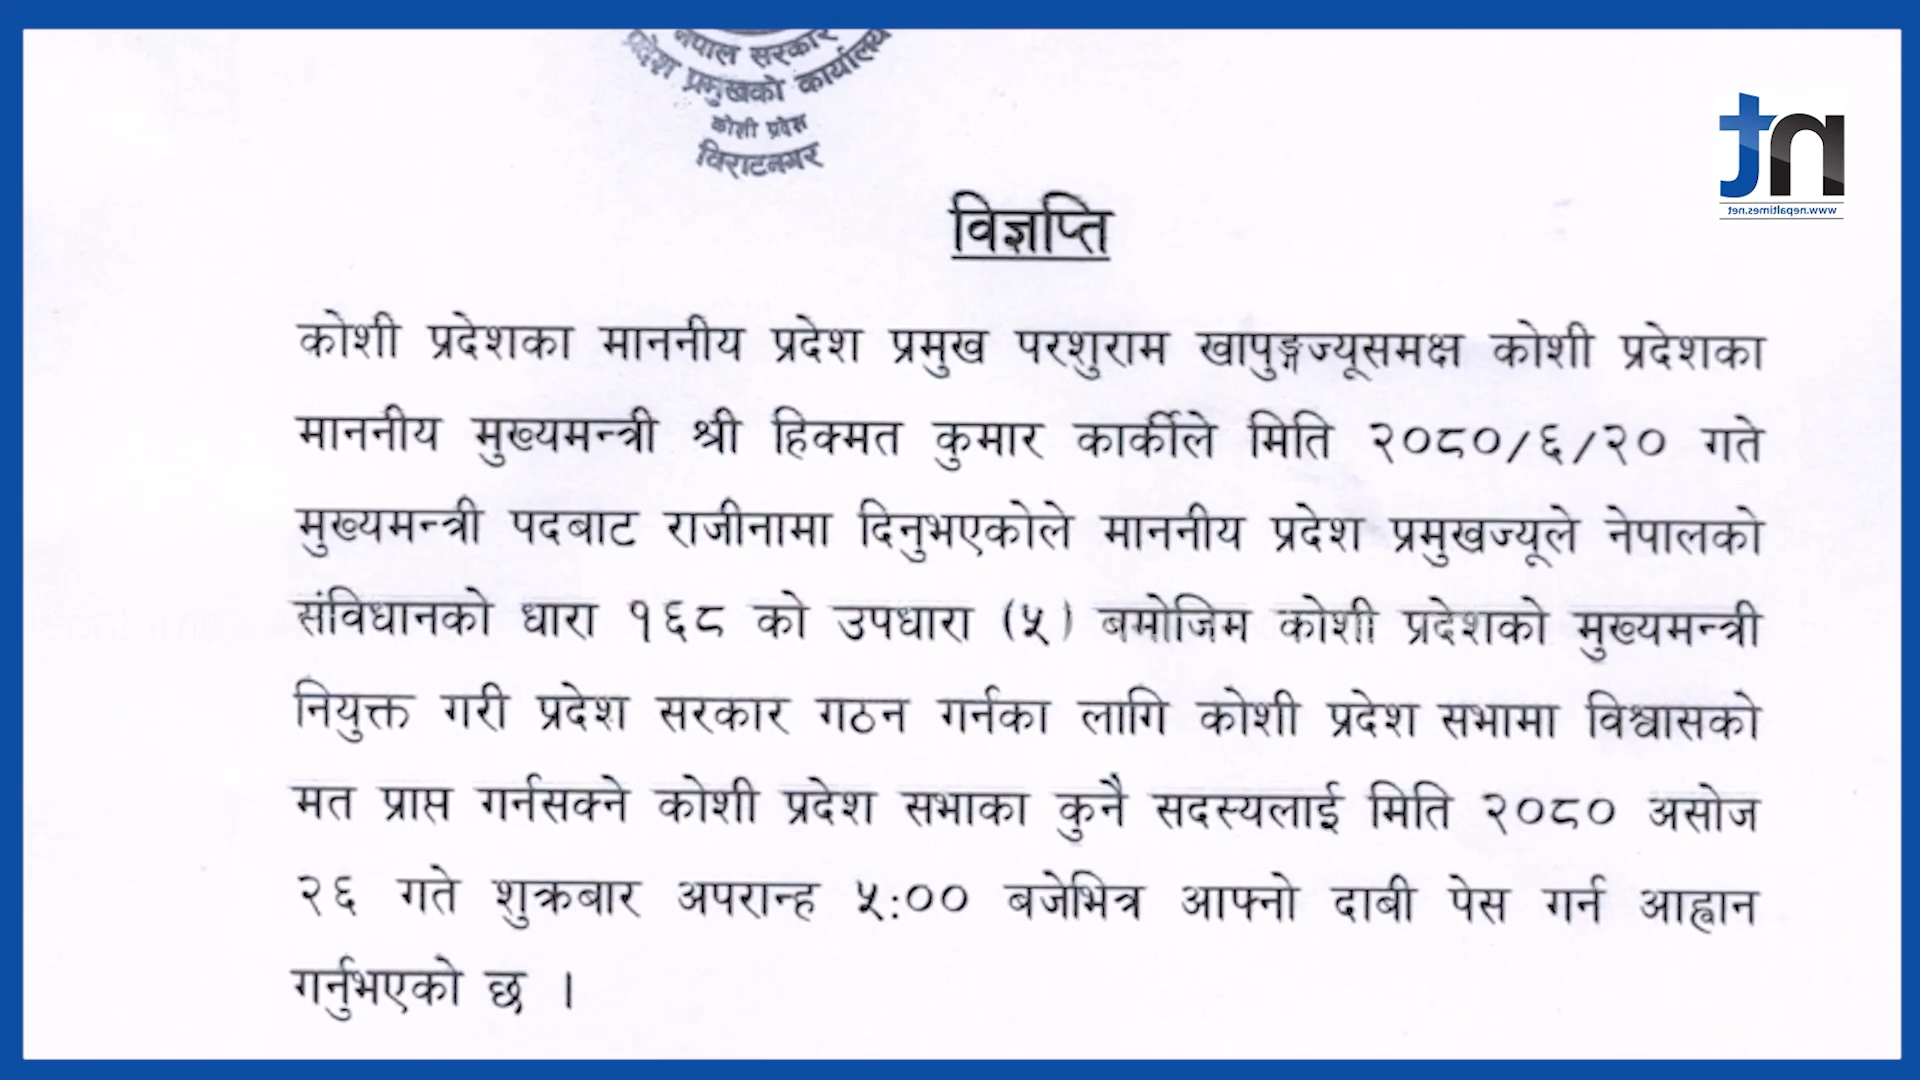 नेपाल सरकार
प्रदेश प्रमुखको कार्यालय
कोशी प्रदेश
विराटनगर
www.nepaltimes.net
विज्ञप्ति
कोशी प्रदेशका माननीय प्रदेश प्रमुख परशुराम खापुङ्गज्यूसमक्ष कोशी प्रदेशका
माननीय मुख्यमन्त्री श्री हिक्मत कुमार कार्कीले मिति २०८०/६/२० गते
मुख्यमन्त्री पदबाट राजीनामा दिनुभएकोले माननीय प्रदेश प्रमुखज्यूले नेपालको
संविधानको धारा १६८ को उपधारा (५) बमोजिम कोशी प्रदेशको मुख्यमन्त्री
नियुक्त गरी प्रदेश सरकार गठन गर्नका लागि कोशी प्रदेश सभामा विश्वासको
मत प्राप्त गर्नसक्ने कोशी प्रदेश सभाका कुनै सदस्यलाई मिति २०८० असोज
२६ गते शुक्रबार अपरान्ह ५:०० बजेभित्र आफ्नो दाबी पेस गर्न आह्वान
गर्नुभएको छ ।